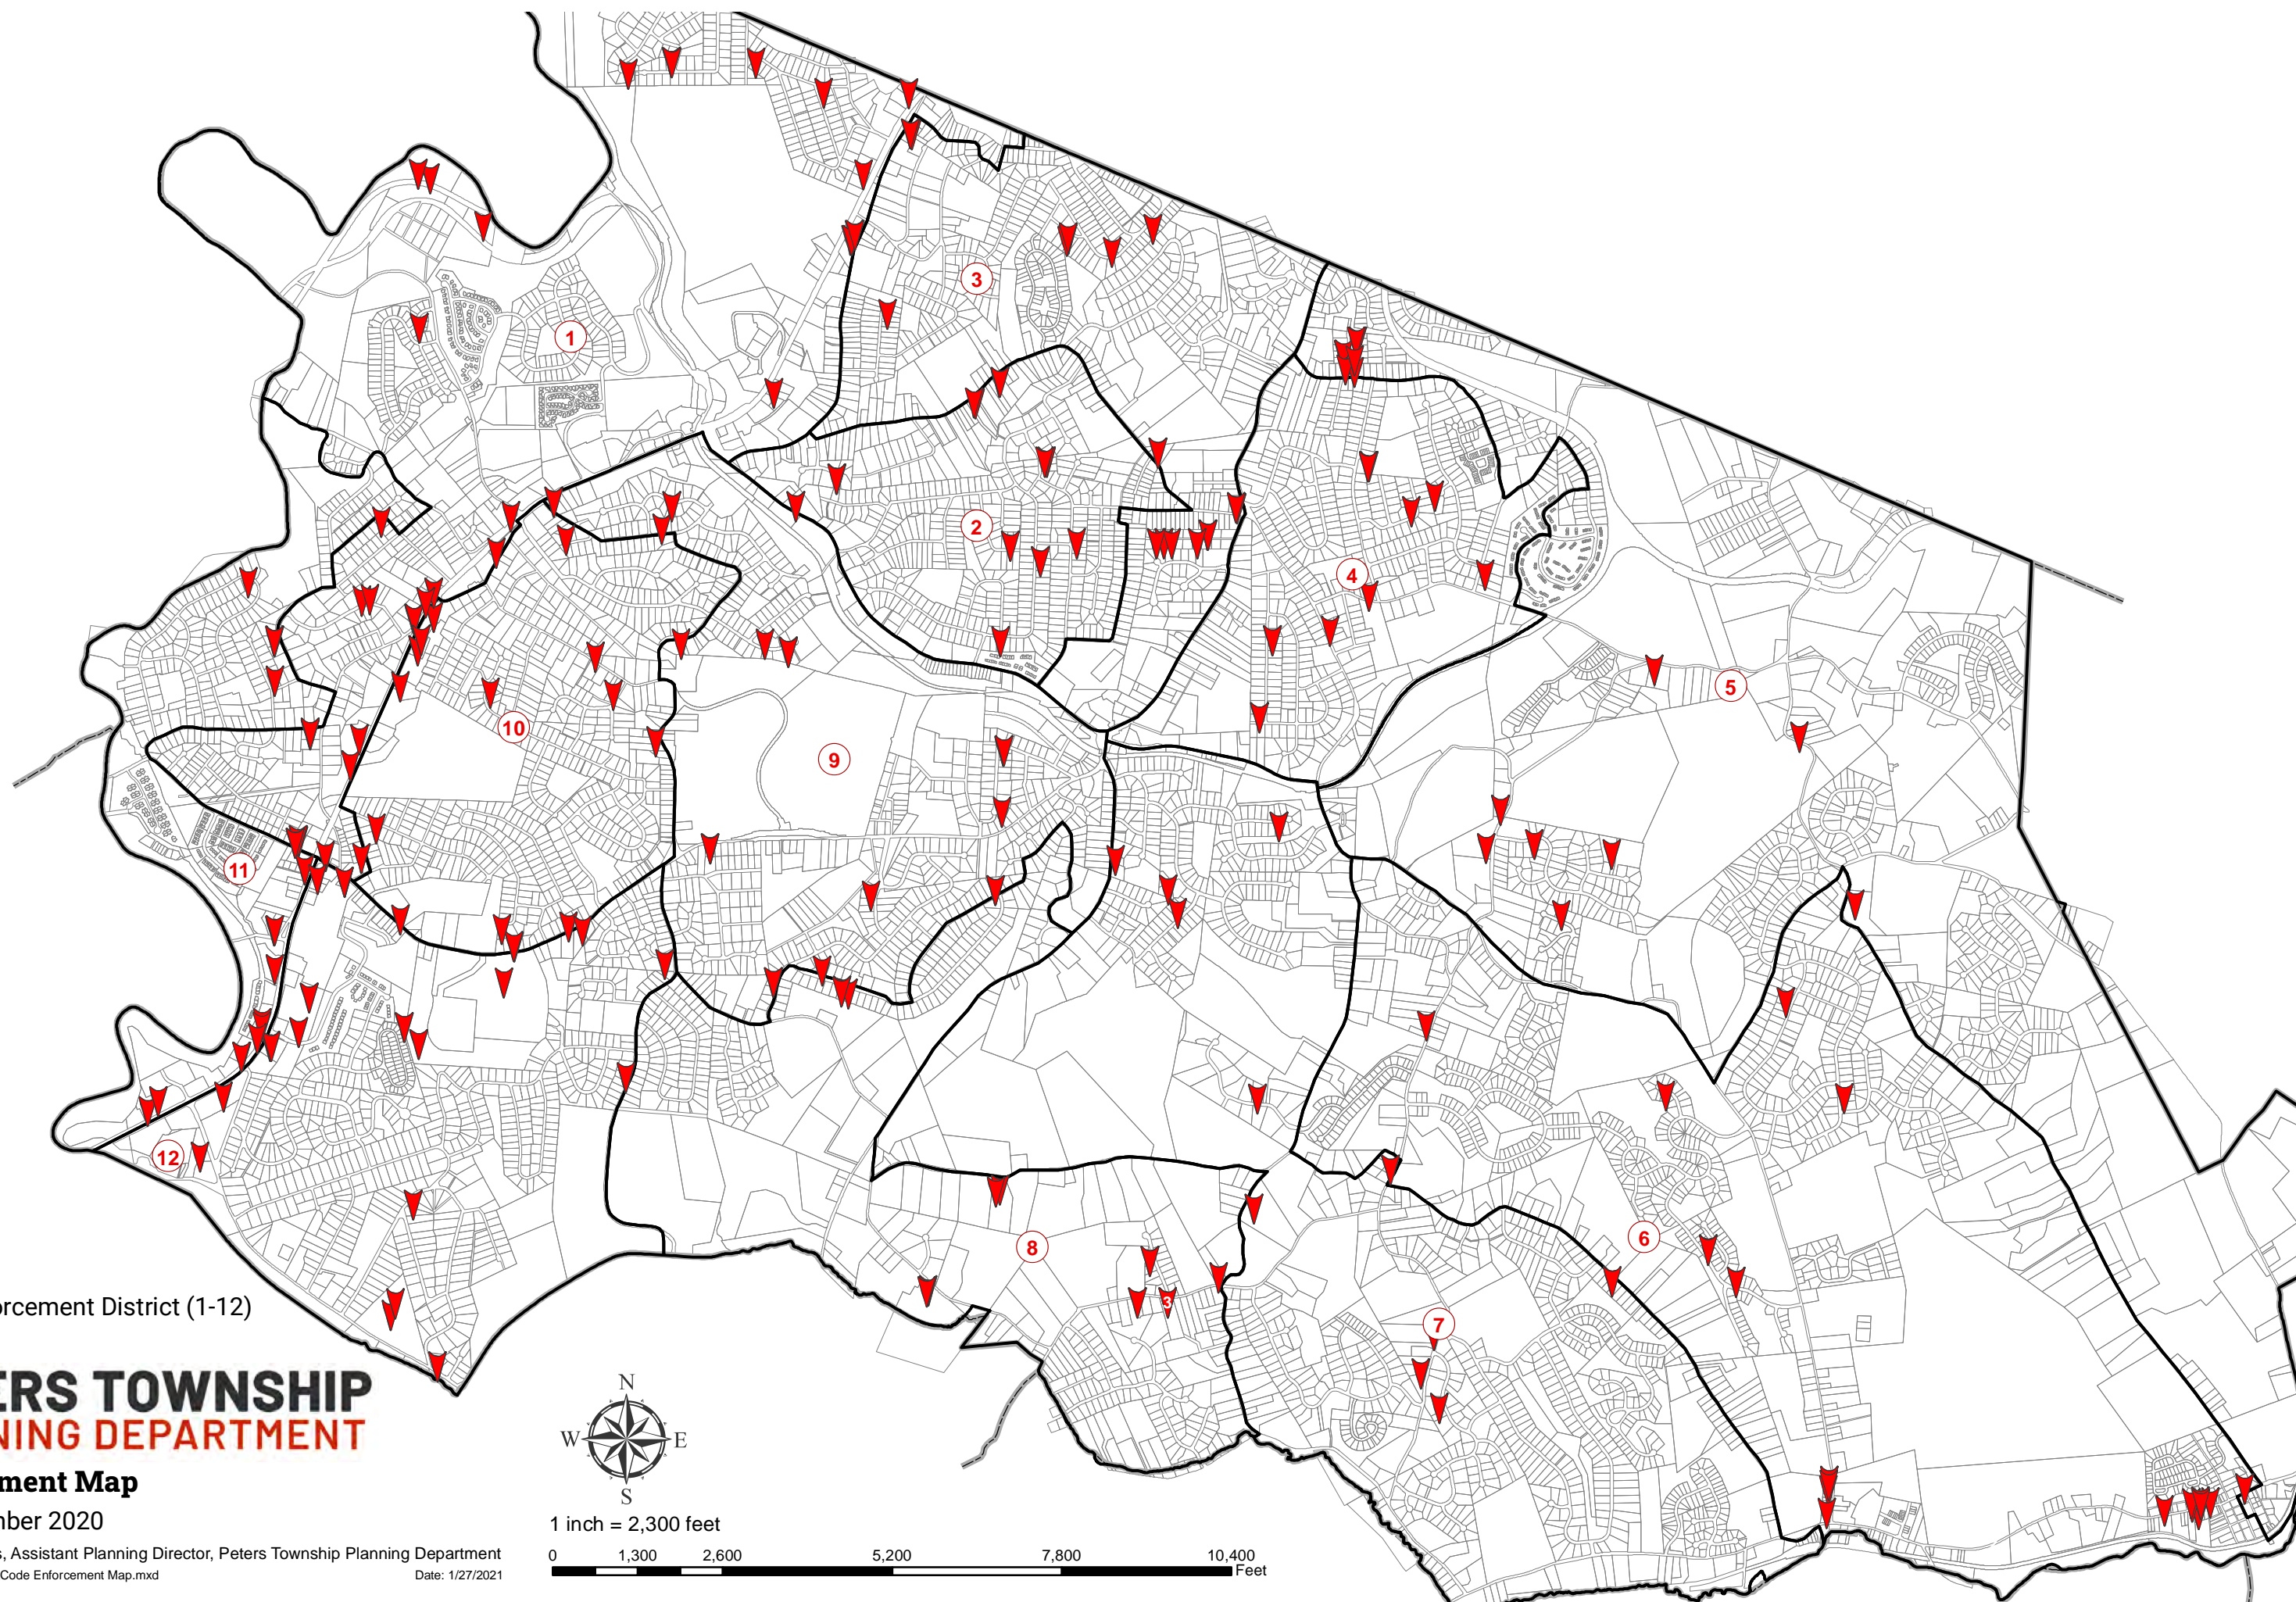 3
1
2
4
5
10
9
11
12
8
6
3
7
orcement District (1-12)
ERS TOWNSHIP
NING DEPARTMENT
ment Map
mber 2020
s, Assistant Planning Director, Peters Township Planning Department
Code Enforcement Map.mxd
Date: 1/27/2021
N
W E
S
1 inch = 2,300 feet
0 1,300 2,600 5,200 7,800 10,400
Feet